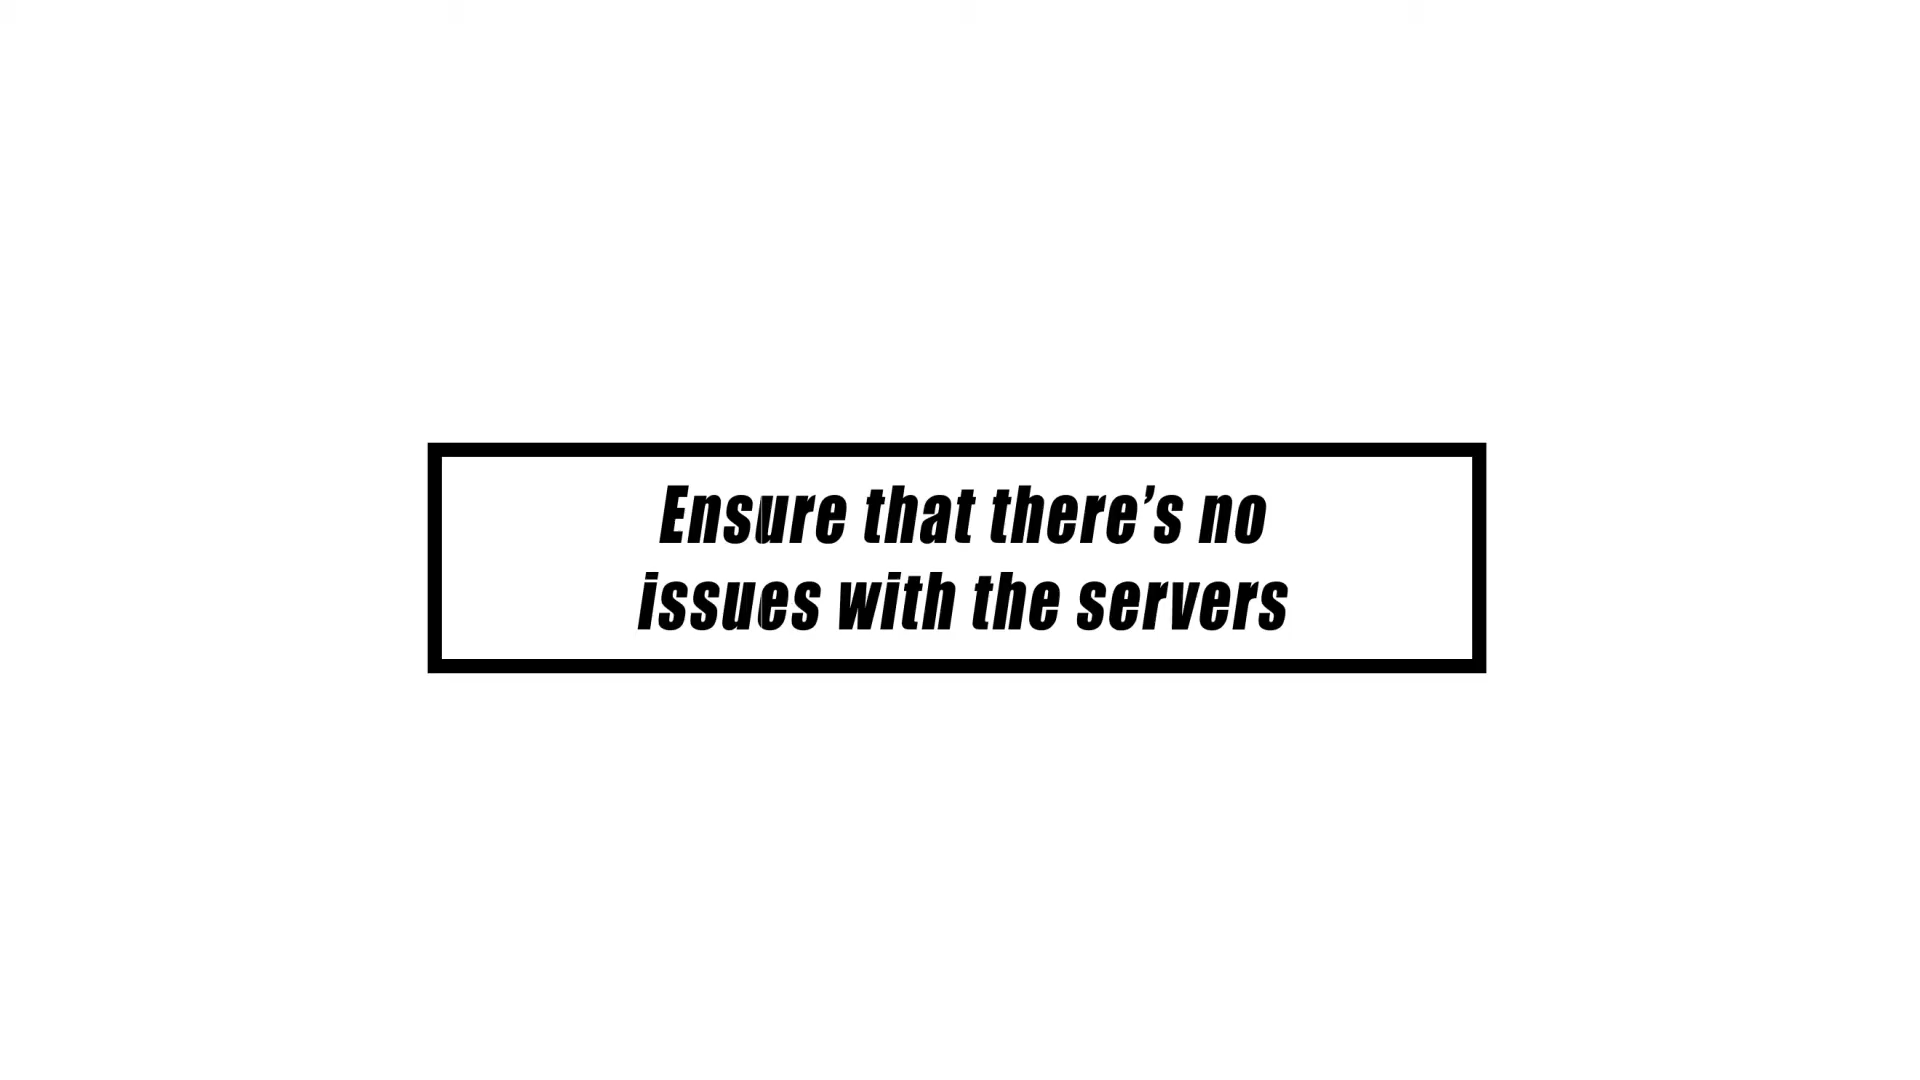 Ensure that there’s no
issues with the servers